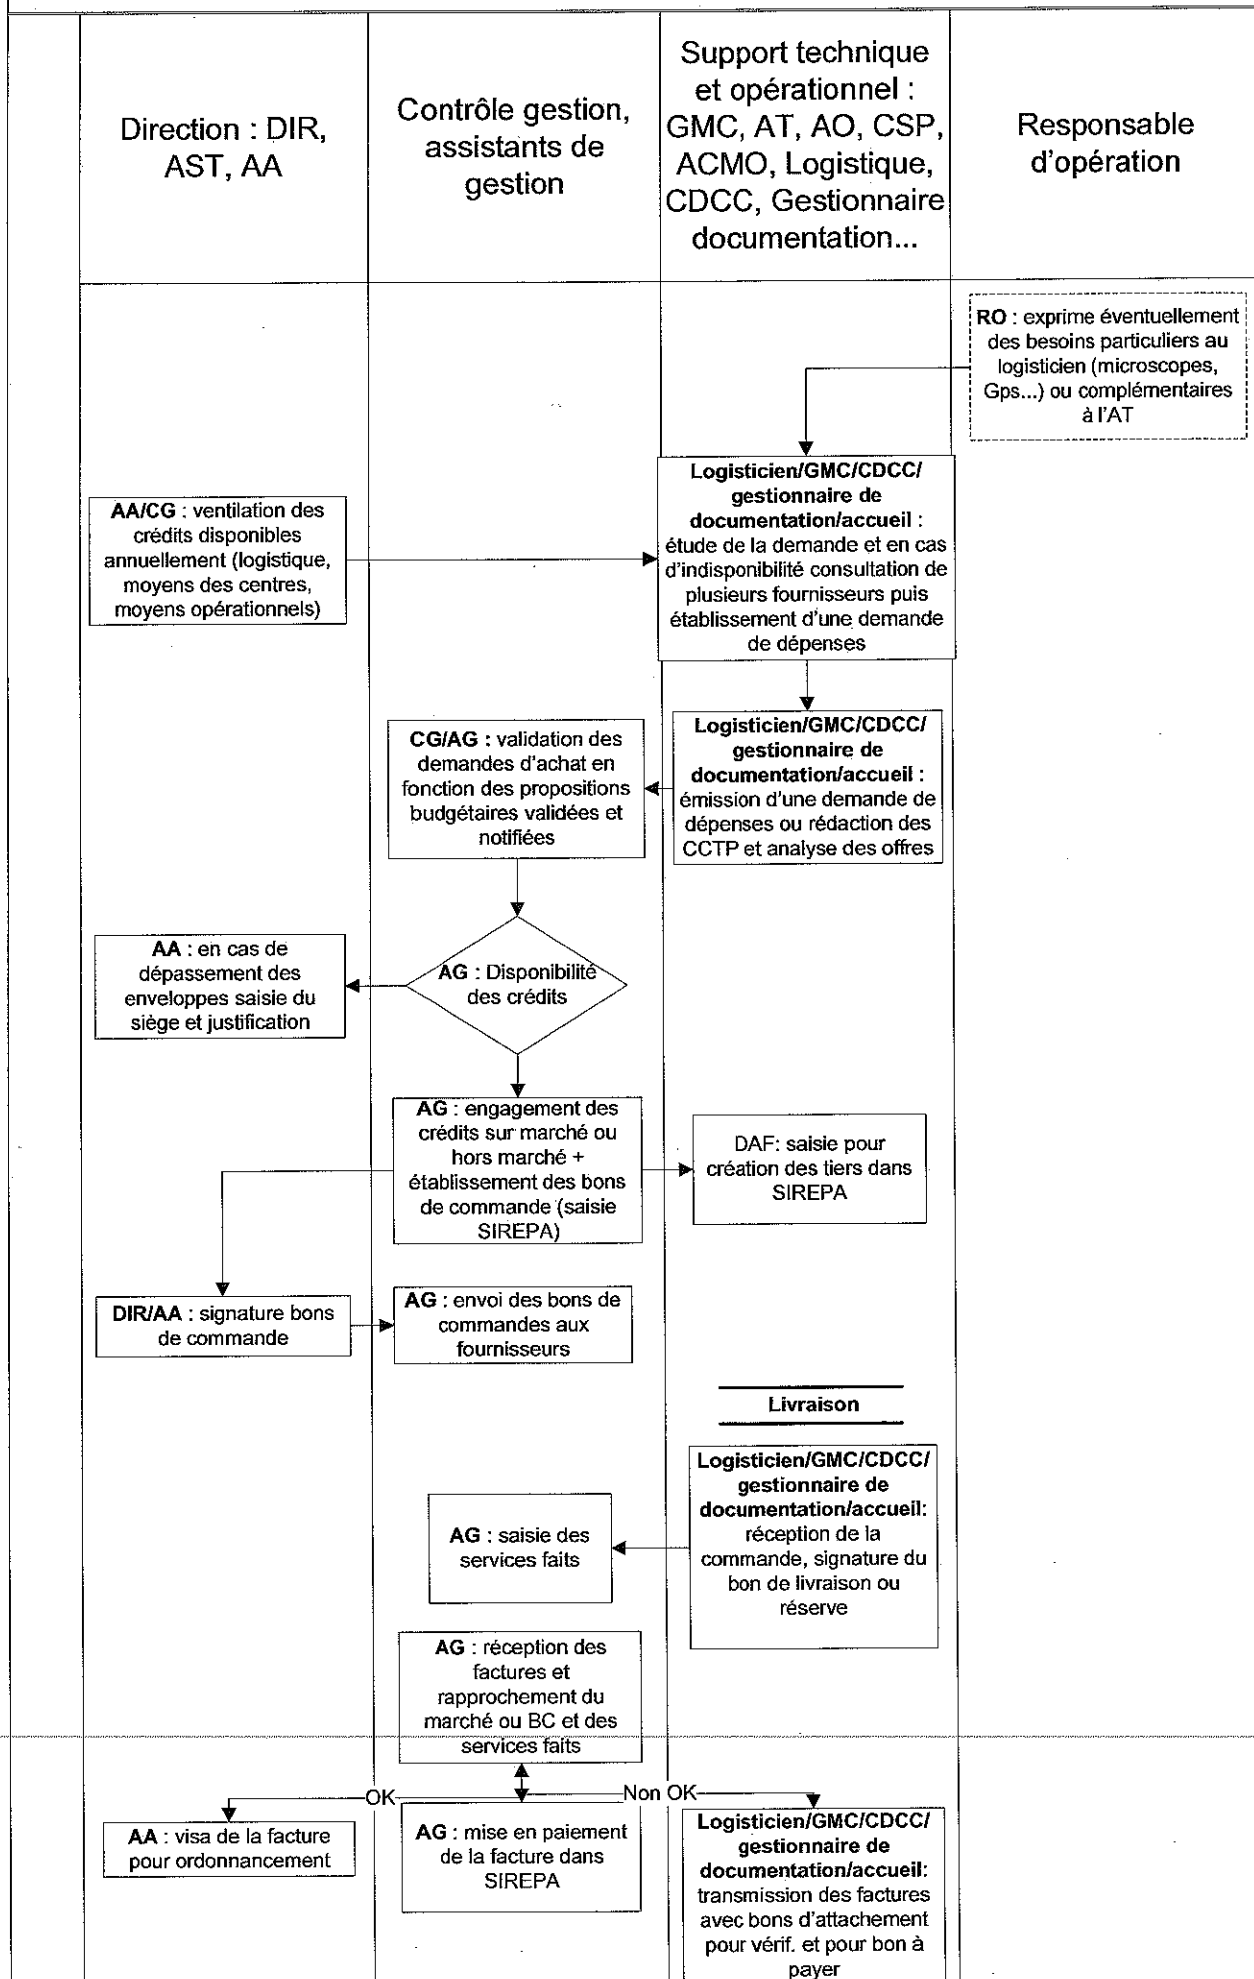 Direction : DIR,
AST, AA
Contrôle gestion,
assistants de
gestion
Support technique
et opérationnel :
GMC, AT, AO, CSP,
ACMO, Logistique,
CDCC, Gestionnaire
documentation...
Responsable
d'opération
RO : exprime éventuellement
des besoins particuliers au
logisticien (microscopes,
Gps...) ou complémentaires
à l'AT
Logisticien/GMC/CDCC/
gestionnaire de
documentation/accueil :
étude de la demande et en cas
d'indisponibilité consultation de
plusieurs fournisseurs puis
établissement d'une demande
de dépenses
AA/CG : ventilation des
crédits disponibles
annuellement (logistique,
moyens des centres,
moyens opérationnels)
Logisticien/GMC/CDCC/
gestionnaire de
documentation/accueil :
émission d'une demande de
dépenses ou rédaction des
CCTP et analyse des offres
CG/AG : validation des
demandes d'achat en
fonction des propositions
budgétaires validées et
notifiées
AG : Disponibilité
des crédits
AA : en cas de
dépassement des
enveloppes saisie du
siège et justification
AG : engagement des
crédits sur marché ou
hors marché +
établissement des bons
de commande (saisie
SIREPA)
DAF: saisie pour
création des tiers dans
SIREPA
DIR/AA : signature bons
de commande
AG : envoi des bons de
commandes aux
fournisseurs
Livraison
Logisticien/GMC/CDCC/
gestionnaire de
documentation/accueil:
réception de la
commande, signature du
bon de livraison ou
réserve
AG : saisie des
services faits
AG : réception des
factures et
rapprochement du
marché ou BC et des
services faits
OK
Non OK
AA : visa de la facture
pour ordonnancement
AG : mise en paiement
de la facture dans
SIREPA
Logisticien/GMC/CDCC/
gestionnaire de
documentation/accueil:
transmission des factures
avec bons d'attachement
pour vérif. et pour bon à
payer